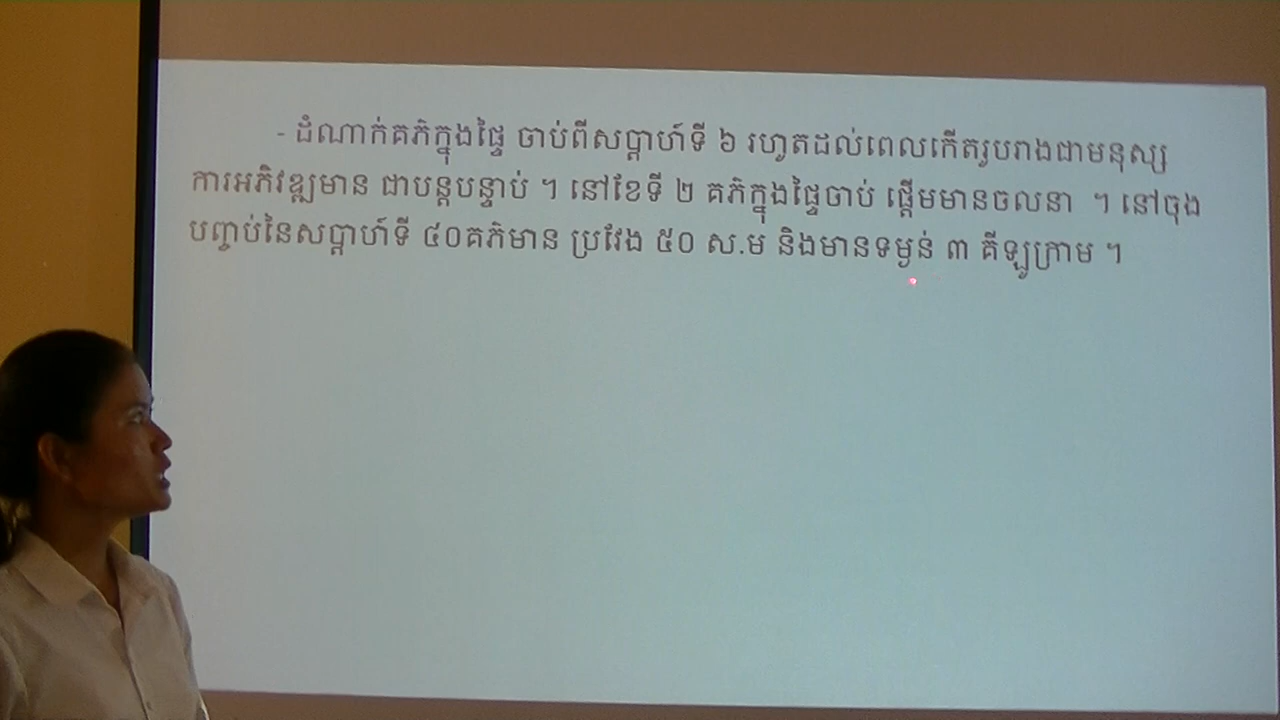 - ដំណាក់គភ៌ក្នុងផ្ទៃ ចាប់ពីសប្តាហ៍ទី ៦ រហូតដល់ពេលកើតរូបរាងជាមនុស្ស
ការអភិវឌ្ឍមាន ជាបន្តបន្ទាប់ ។ នៅខែទី ២ គភ៌ក្នុងផ្ទៃចាប់ ផ្តើមមានចលនា ។ នៅចុង
បញ្ចប់នៃសប្តាហ៍ទី ៤០គភ៌មាន ប្រវែង ៥០ ស.ម និងមានទម្ងន់ ៣ គីឡូក្រាម ។